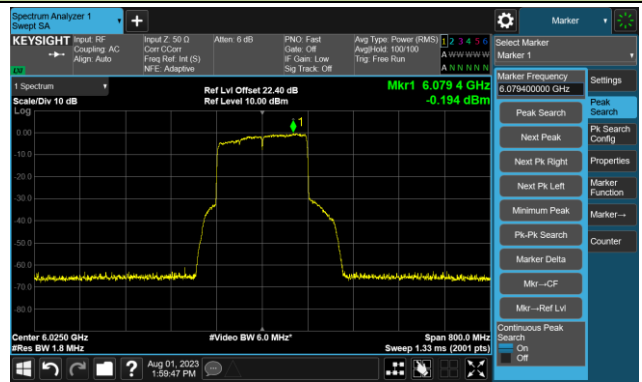 Spectrum Analyzer 1
Swept SA
Marker
KEYSIGHT
Input: RF
Coupling: AC
Align: Auto
Input Z: 50 Ω
Corr CCorr
Freq Ref: Int (S)
NFE: Adaptive
Atten: 6 dB
PNO: Fast
Gate: Off
IF Gain: Low
Sig Track: Off
Avg Type: Power (RMS)
Avg|Hold: 100/100
Trig: Free Run
1 2 3 4 5 6
A W W W W W
A N N N N N
Select Marker
Marker 1
LXI
1 Spectrum
Scale/Div 10 dB
Ref Lvl Offset 22.40 dB
Ref Level 10.00 dBm
Mkr1 6.079 4 GHz
-0.194 dBm
Log
1
0.00
-10.0
-20.0
-30.0
-40.0
-50.0
-60.0
-70.0
-80.0
Center 6.0250 GHz
#Res BW 1.8 MHz
#Video BW 6.0 MHz*
Span 800.0 MHz
Sweep 1.33 ms (2001 pts)
Marker Frequency
6.079400000 GHz
Peak Search
Next Peak
Next Pk Right
Next Pk Left
Minimum Peak
Pk-Pk Search
Marker Delta
Mkr→CF
Mkr→Ref Lvl
Continuous Peak
Search
On
Off
Settings
Peak
Search
Pk Search
Config
Properties
Marker
Function
Marker→
Counter
?
Aug 01, 2023
1:59:47 PM